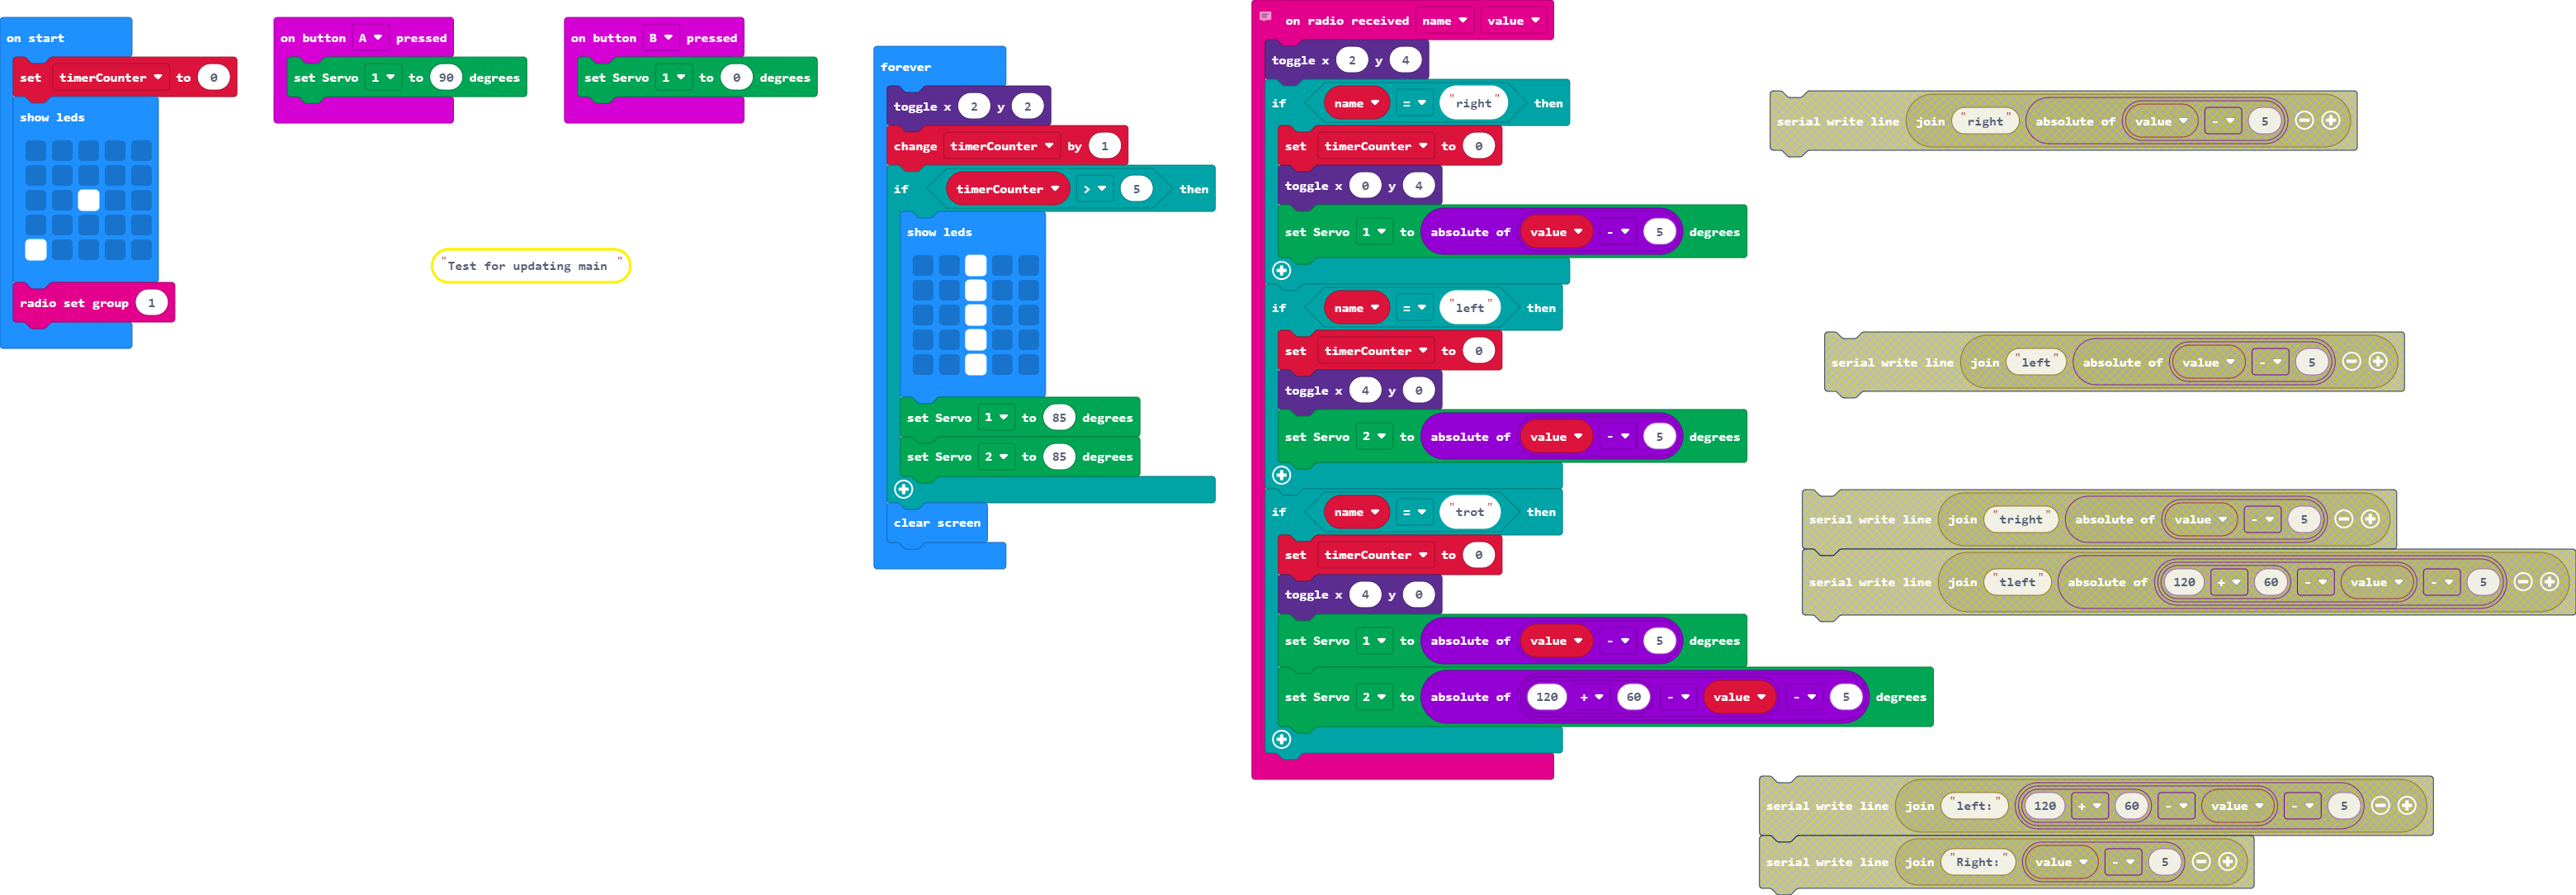 on start
set timerCounter to 0
show leds
radio set group 1
on button A pressed
set Servo 1 to 90 degrees
on button B pressed
set Servo 1 to 0 degrees
"Test for updating main "
forever
toggle x 2 y 2
change timerCounter by 1
if timerCounter > 5 then
show leds
set Servo 1 to 85 degrees
set Servo 2 to 85 degrees
clear screen
on radio received name value
toggle x 2 y 4
if name = "right" then
set timerCounter to 0
toggle x 0 y 4
set Servo 1 to absolute of value - 5 degrees
if name = "left" then
set timerCounter to 0
toggle x 4 y 0
set Servo 2 to absolute of value - 5 degrees
if name = "trot" then
set timerCounter to 0
toggle x 4 y 0
set Servo 1 to absolute of value - 5 degrees
set Servo 2 to absolute of 120 + 60 - value - 5 degrees
serial write line join "right" absolute of value - 5
serial write line join "left" absolute of value - 5
serial write line join "tright" absolute of value - 5
serial write line join "tleft" absolute of 120 + 60 - value - 5
serial write line join "left:" 120 + 60 - value - 5
serial write line join "Right:" value - 5